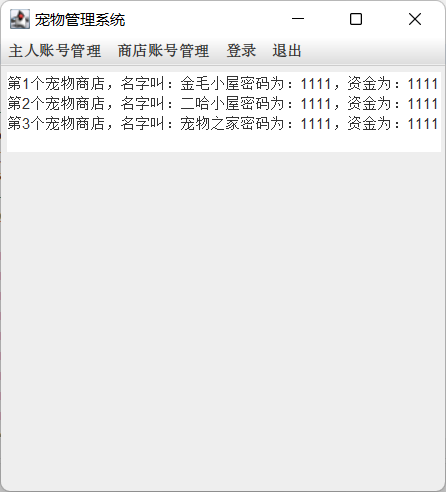 宠物管理系统
主人账号管理 商店账号管理 登录 退出
第1个宠物商店，名字叫：金毛小屋密码为：1111，资金为：1111
第2个宠物商店，名字叫：二哈小屋密码为：1111，资金为：1111
第3个宠物商店，名字叫：宠物之家密码为：1111，资金为：1111